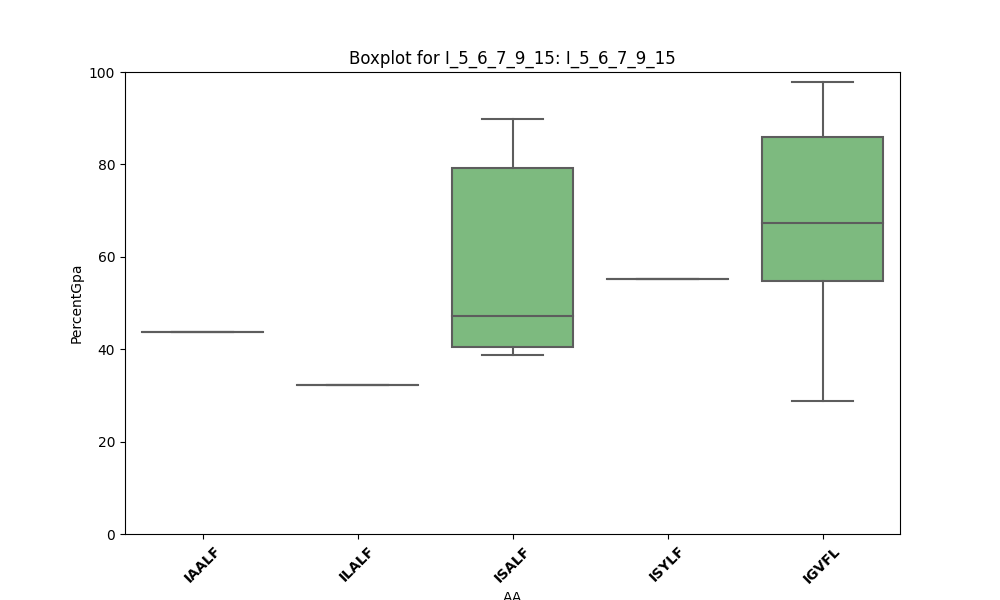 Boxplot for I_5_6_7_9_15: I_5_6_7_9_15
100
80
60
40
20
0
PercentGpa
IAALF
ILALF
ISALF
ISYLF
IGVFL
AA